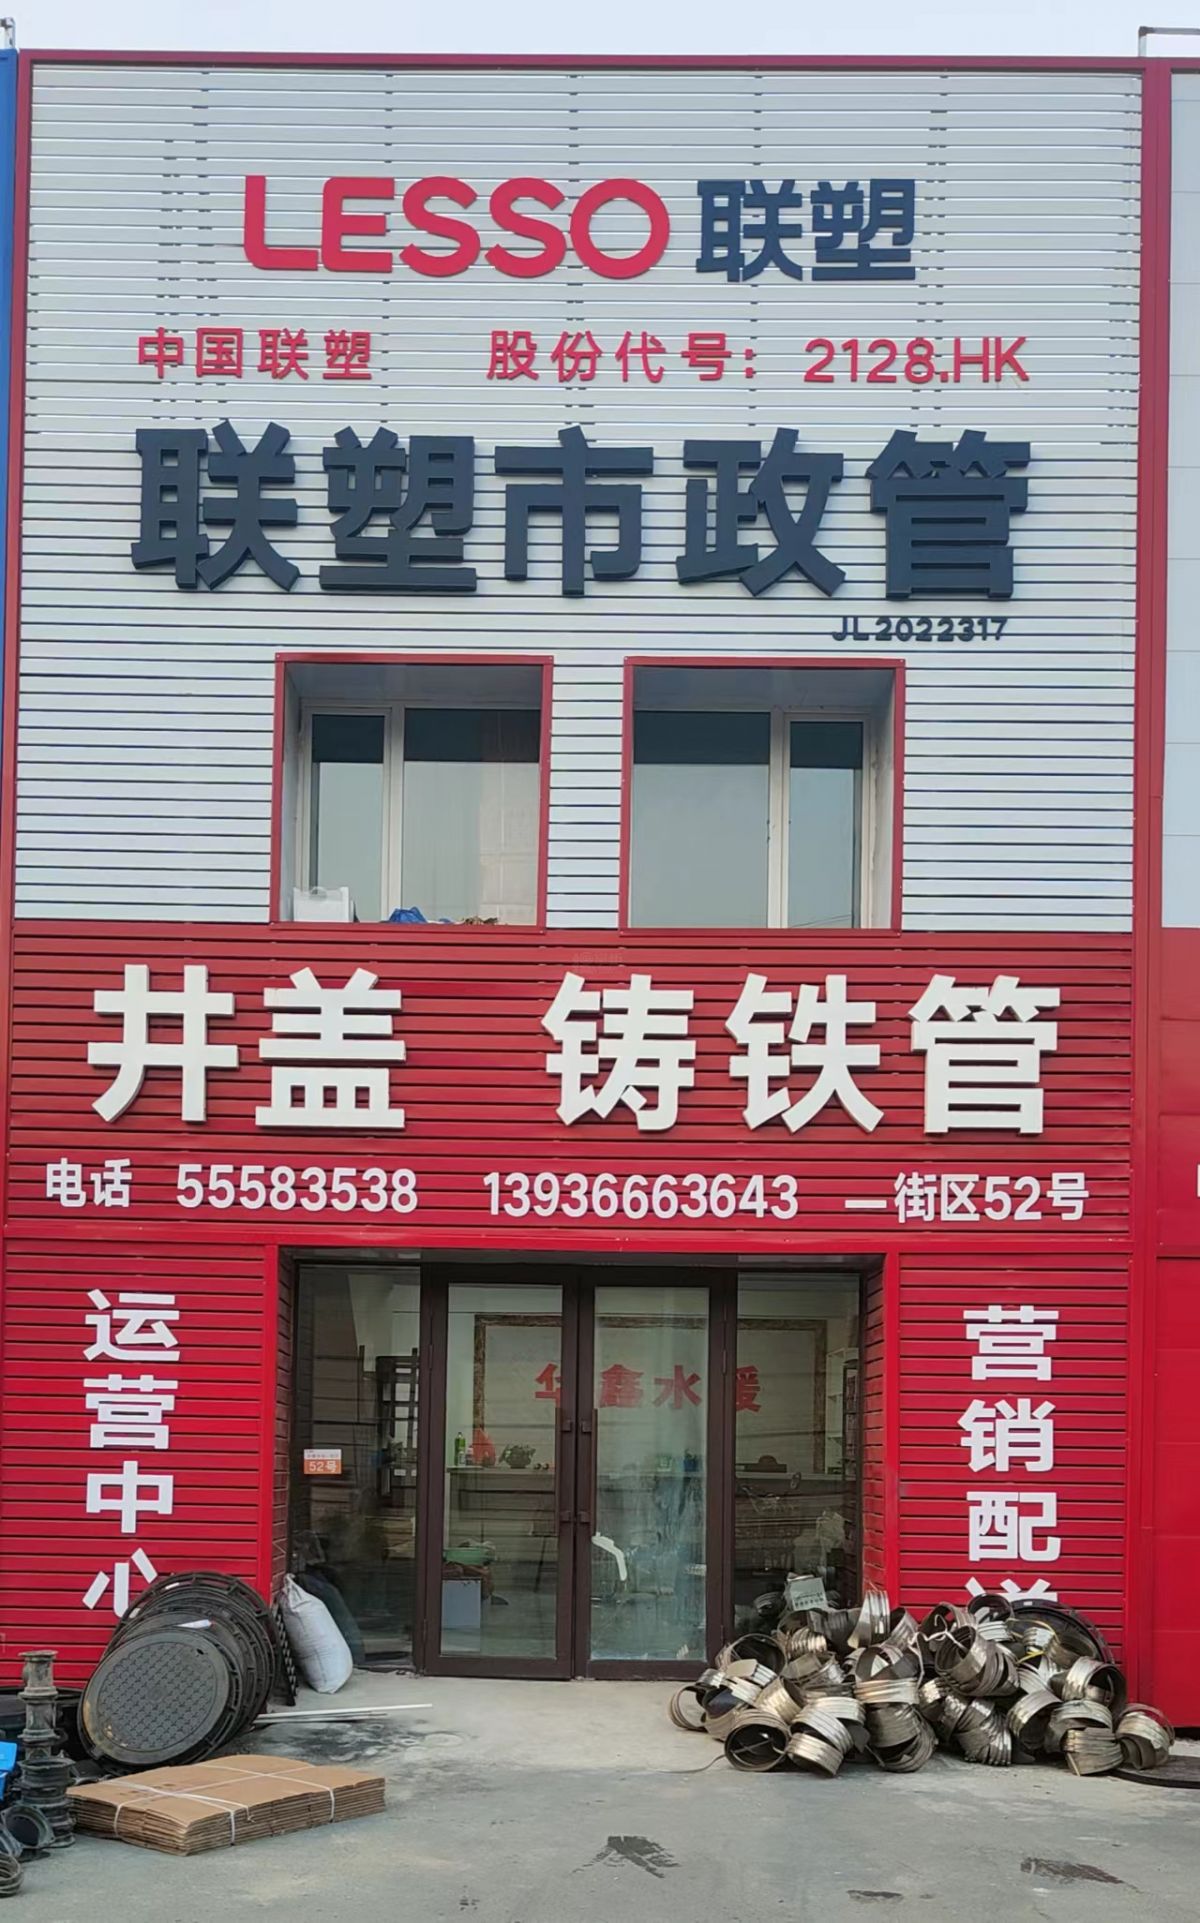 LESSO 联塑
中国联塑 股份代号：2128.HK
联塑市政管
JL2022317
井盖 铸铁管
电话 55583538 13936663643 一街区52号
运营中心
营销配送
华鑫水暖
52号